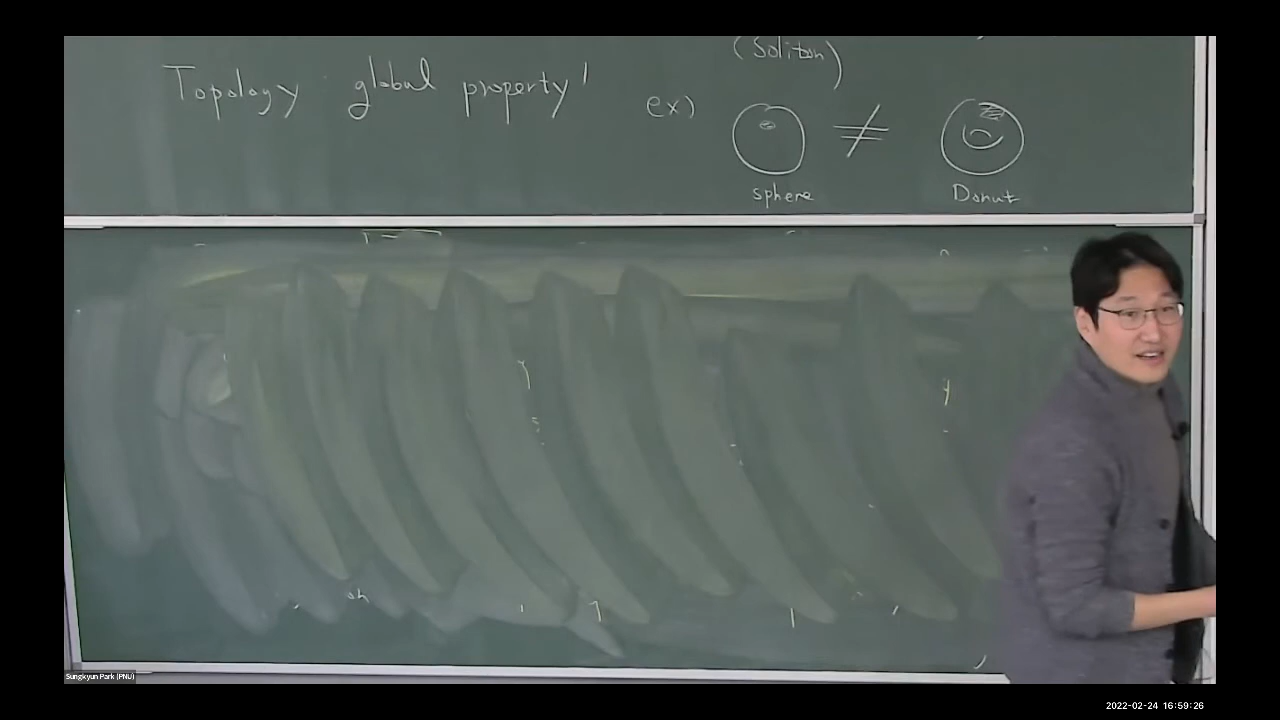 (Soliton)
Topology : global property!
ex) ≠
sphere Donut
Sungkyun Park (PNU)
2022-02-24 16:59:26